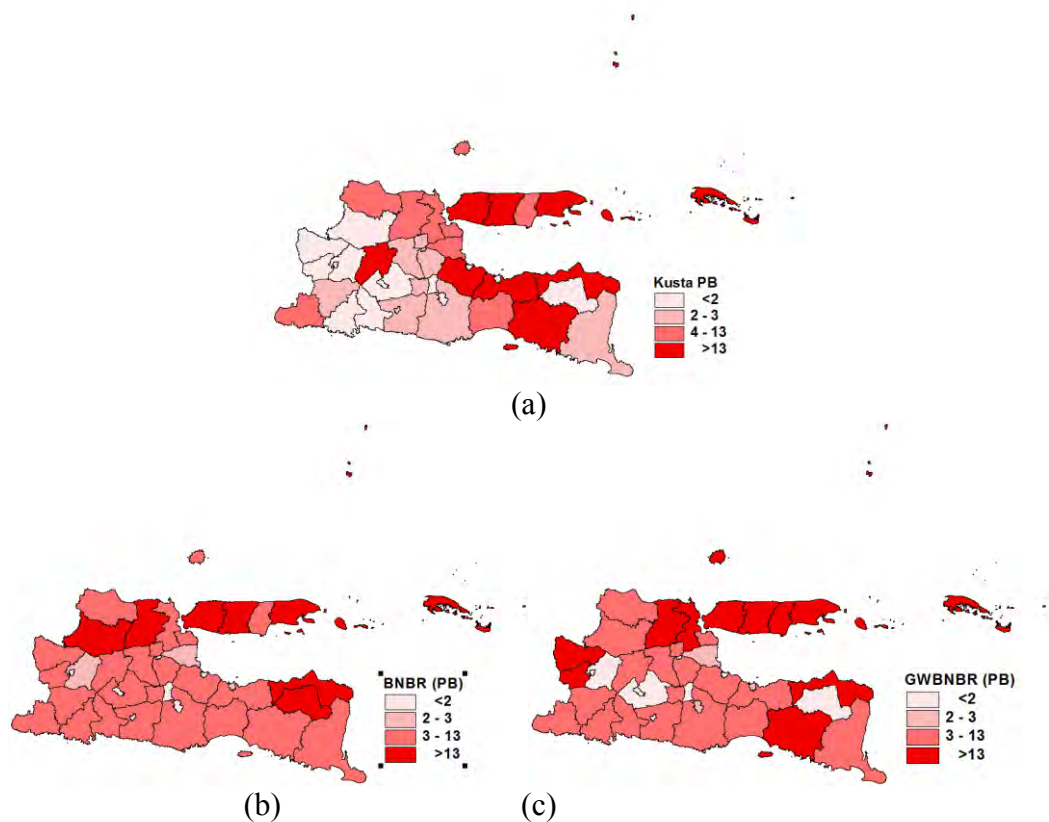 Kusta PB
<2
2 - 3
4 - 13
>13
(a)
BNBR (PB)
<2
2 - 3
3 - 13
>13
(b)
GWBNBR (PB)
<2
2 - 3
3 - 13
>13
(c)